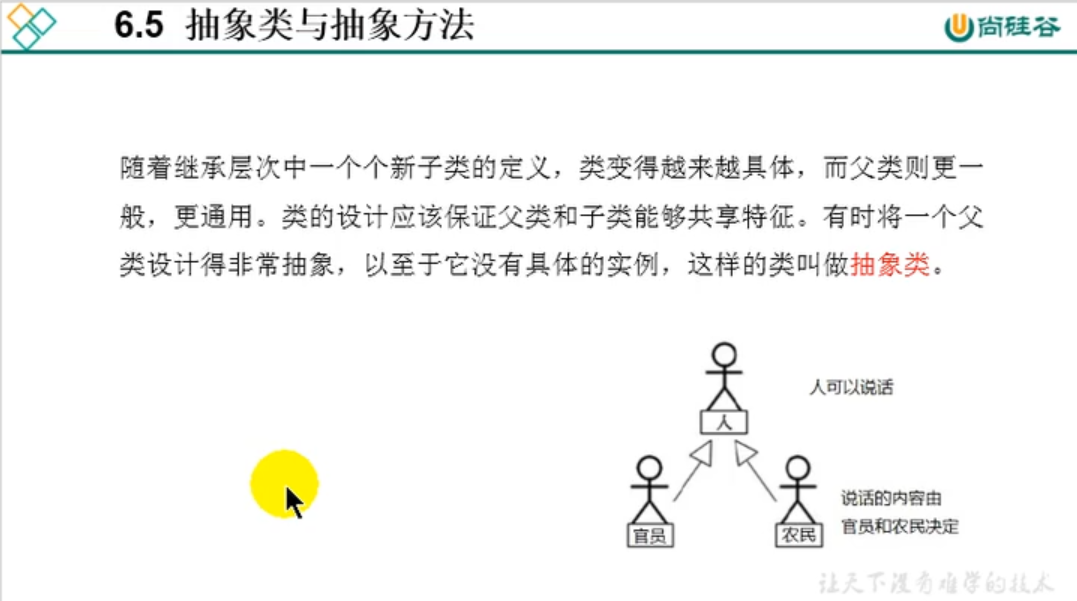 6.5 抽象类与抽象方法
尚硅谷
随着继承层次中一个个新子类的定义，类变得越来越具体，而父类则更一
般，更通用。类的设计应该保证父类和子类能够共享特征。有时将一个父
类设计得非常抽象，以至于它没有具体的实例，这样的类叫做抽象类。
人可以说话
人
官员
农民
说话的内容由
官员和农民决定
让天下没有难学的技术